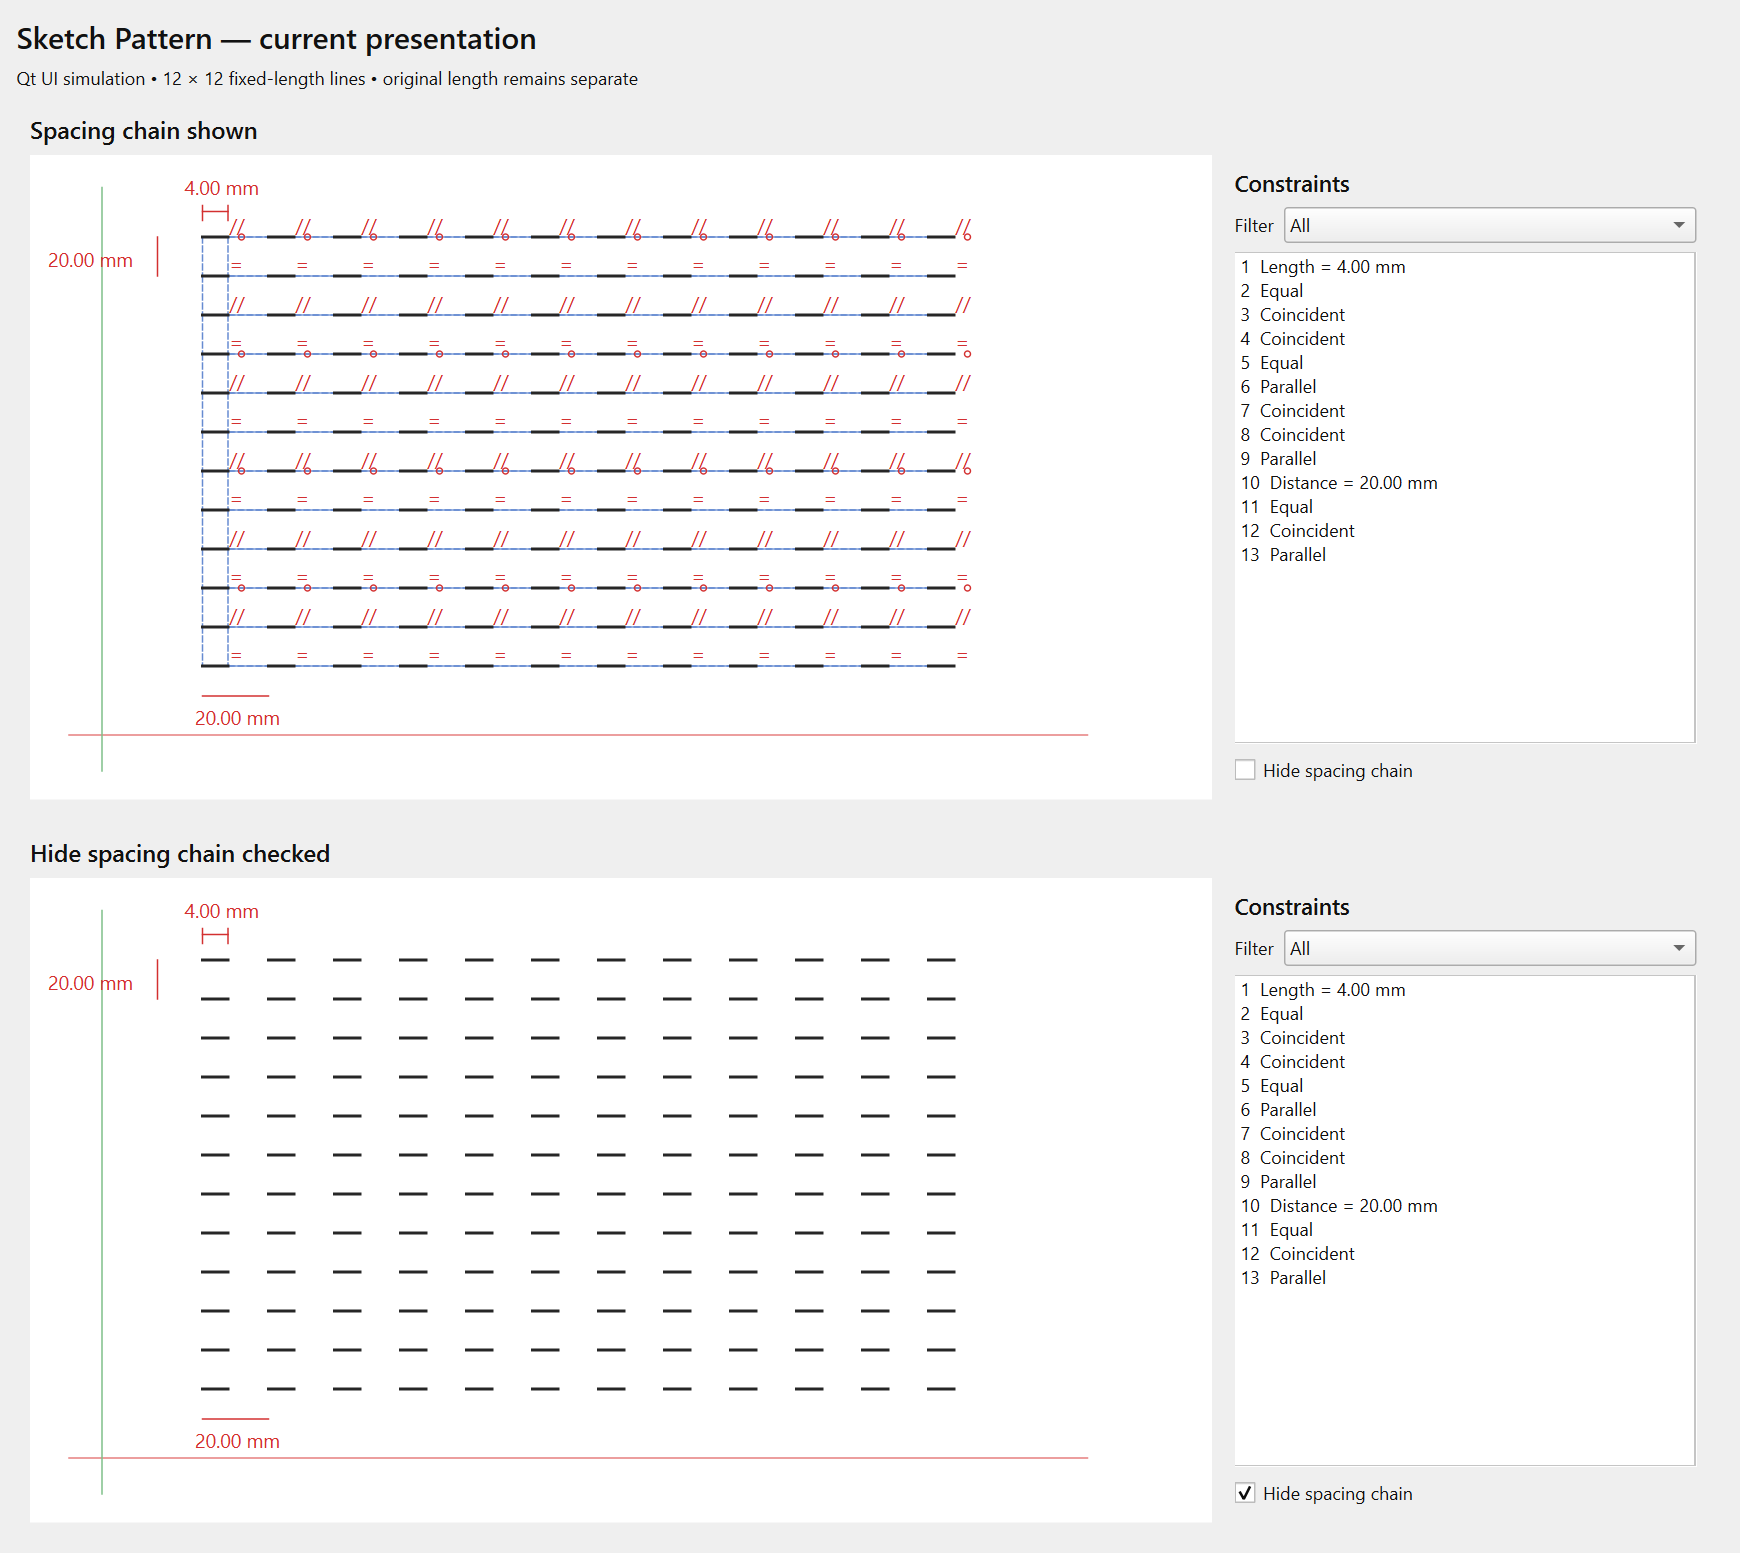 Sketch Pattern — current presentation
Qt UI simulation • 12 × 12 fixed-length lines • original length remains separate
Spacing chain shown
4.00 mm
20.00 mm
20.00 mm
Constraints
Filter All
1 Length = 4.00 mm
2 Equal
3 Coincident
4 Coincident
5 Equal
6 Parallel
7 Coincident
8 Coincident
9 Parallel
10 Distance = 20.00 mm
11 Equal
12 Coincident
13 Parallel
Hide spacing chain
Hide spacing chain checked
4.00 mm
20.00 mm
20.00 mm
Constraints
Filter All
1 Length = 4.00 mm
2 Equal
3 Coincident
4 Coincident
5 Equal
6 Parallel
7 Coincident
8 Coincident
9 Parallel
10 Distance = 20.00 mm
11 Equal
12 Coincident
13 Parallel
Hide spacing chain